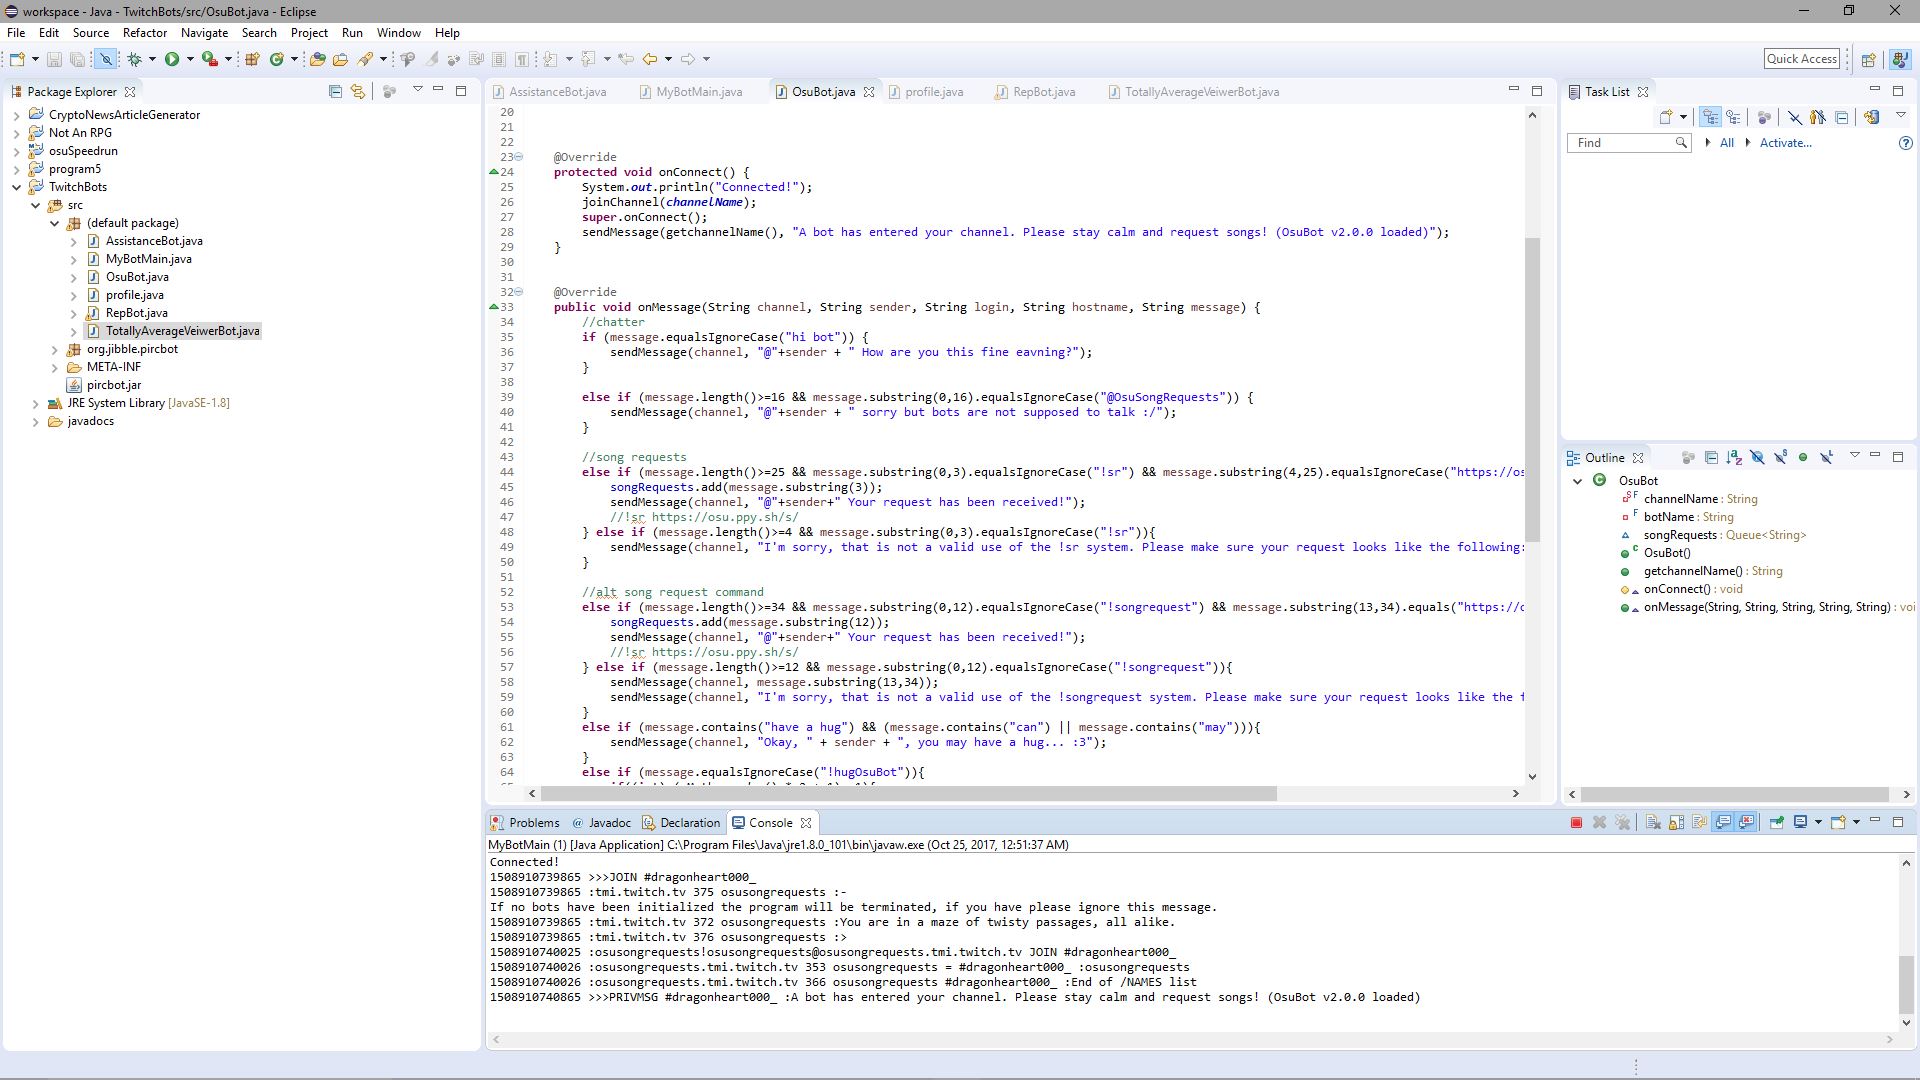 workspace - Java - TwitchBots/src/OsuBot.java - Eclipse
File Edit Source Refactor Navigate Search Project Run Window Help
Quick Access
Package Explorer
CryptoNewsArticleGenerator
Not An RPG
osuSpeedrun
program5
TwitchBots
src
(default package)
AssistanceBot.java
MyBotMain.java
OsuBot.java
profile.java
RepBot.java
TotallyAverageVeiwerBot.java
org.jibble.pircbot
META-INF
pircbot.jar
JRE System Library [JavaSE-1.8]
javadocs
AssistanceBot.java MyBotMain.java OsuBot.java profile.java RepBot.java TotallyAverageVeiwerBot.java
20
21
22
23 @Override
24 protected void onConnect() {
25 System.out.println("Connected!");
26 joinChannel(channelName);
27 super.onConnect();
28 sendMessage(getchannelName(), "A bot has entered your channel. Please stay calm and request songs! (OsuBot v2.0.0 loaded)");
29 }
30
31
32 @Override
33 public void onMessage(String channel, String sender, String login, String hostname, String message) {
34 //chatter
35 if (message.equalsIgnoreCase("hi bot")) {
36 sendMessage(channel, "@"+sender + " How are you this fine eavning?");
37 }
38
39 else if (message.length()>=16 && message.substring(0,16).equalsIgnoreCase("@OsuSongRequests")) {
40 sendMessage(channel, "@"+sender + " sorry but bots are not supposed to talk :/");
41 }
42
43 //song requests
44 else if (message.length()>=25 && message.substring(0,3).equalsIgnoreCase("!sr") && message.substring(4,25).equalsIgnoreCase("https://os
45 songRequests.add(message.substring(3));
46 sendMessage(channel, "@"+sender+" Your request has been received!");
47 //!sr https://osu.ppy.sh/s/
48 } else if (message.length()>=4 && message.substring(0,3).equalsIgnoreCase("!sr")){
49 sendMessage(channel, "I'm sorry, that is not a valid use of the !sr system. Please make sure your request looks like the following:
50 }
51
52 //alt song request command
53 else if (message.length()>=34 && message.substring(0,12).equalsIgnoreCase("!songrequest") && message.substring(13,34).equals("https://o
54 songRequests.add(message.substring(12));
55 sendMessage(channel, "@"+sender+" Your request has been received!");
56 //!sr https://osu.ppy.sh/s/
57 } else if (message.length()>=12 && message.substring(0,12).equalsIgnoreCase("!songrequest")){
58 sendMessage(channel, message.substring(13,34));
59 sendMessage(channel, "I'm sorry, that is not a valid use of the !songrequest system. Please make sure your request looks like the f
60 }
61 else if (message.contains("have a hug") && (message.contains("can") || message.contains("may"))){
62 sendMessage(channel, "Okay, " + sender + ", you may have a hug... :3");
63 }
64 else if (message.equalsIgnoreCase("!hugOsuBot")){
Task List
Find All Activate...
Outline
OsuBot
channelName : String
botName : String
songRequests : Queue<String>
OsuBot()
getchannelName() : String
onConnect() : void
onMessage(String, String, String, String, String) : voi
Problems Javadoc Declaration Console
MyBotMain (1) [Java Application] C:\Program Files\Java\jre1.8.0_101\bin\javaw.exe (Oct 25, 2017, 12:51:37 AM)
Connected!
1508910739865 >>>JOIN #dragonheart000_
1508910739865 :tmi.twitch.tv 375 osusongrequests :-
If no bots have been initialized the program will be terminated, if you have please ignore this message.
1508910739865 :tmi.twitch.tv 372 osusongrequests :You are in a maze of twisty passages, all alike.
1508910739865 :tmi.twitch.tv 376 osusongrequests :>
1508910740025 :osusongrequests!osusongrequests@osusongrequests.tmi.twitch.tv JOIN #dragonheart000_
1508910740026 :osusongrequests.tmi.twitch.tv 353 osusongrequests = #dragonheart000_ :osusongrequests
1508910740026 :osusongrequests.tmi.twitch.tv 366 osusongrequests #dragonheart000_ :End of /NAMES list
1508910740865 >>>PRIVMSG #dragonheart000_ :A bot has entered your channel. Please stay calm and request songs! (OsuBot v2.0.0 loaded)